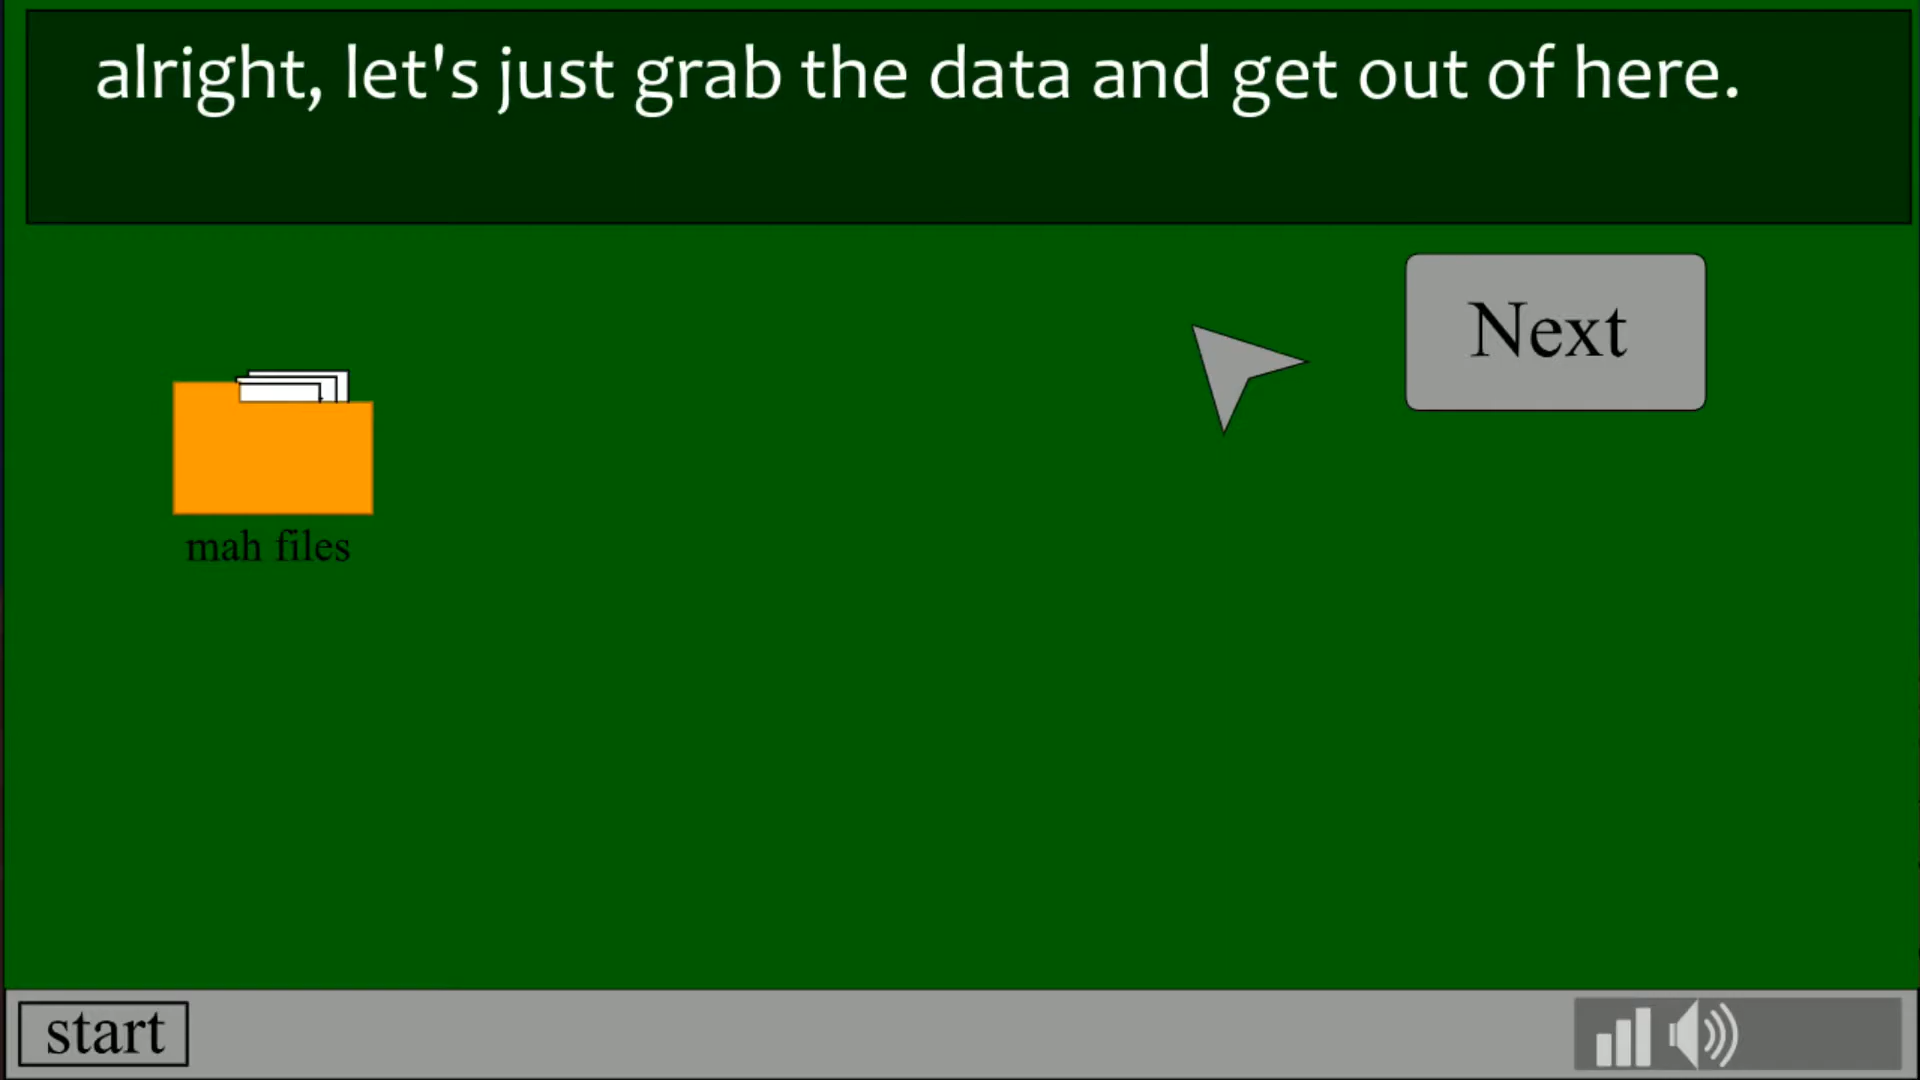 alright, let's just grab the data and get out of here.
Next
mah files
start